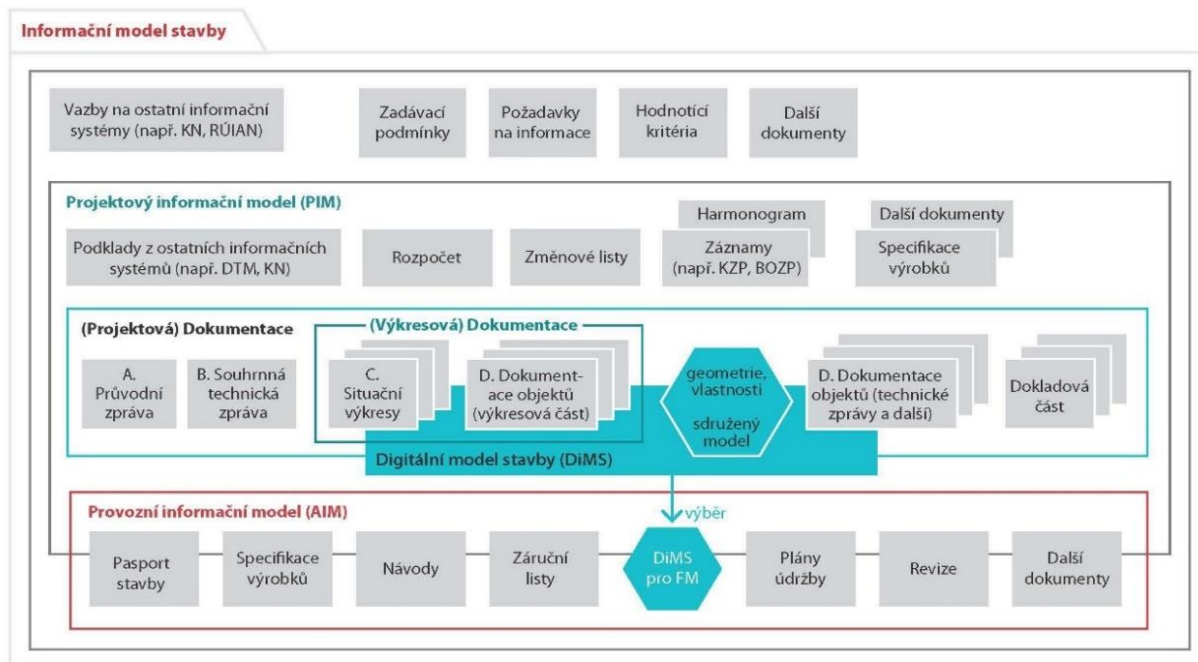 Informační model stavby
Vazby na ostatní informační
systémy (např. KN, RÚIAN)
Zadávací
podmínky
Požadavky
na informace
Hodnotící
kritéria
Další
dokumenty
Projektový informační model (PIM)
Podklady z ostatních informačních
systémů (např. DTM, KN)
Rozpočet
Změnové listy
Harmonogram
Záznamy
(např. KZP, BOZP)
Další dokumenty
Specifikace
výrobků
(Projektová) Dokumentace
(Výkresová) Dokumentace
A.
Průvodní
zpráva
B. Souhrnná
technická
zpráva
C.
Situační
výkresy
D. Dokument-
ace objektů
(výkresová část)
geometrie,
vlastnosti
sdružený
model
D. Dokumentace
objektů (technické
zprávy a další)
Dokladová
část
Digitální model stavby (DiMS)
Provozní informační model (AIM)
výběr
Pasport
stavby
Specifikace
výrobků
Návody
Záruční
listy
DiMS
pro FM
Plány
údržby
Revize
Další
dokumenty